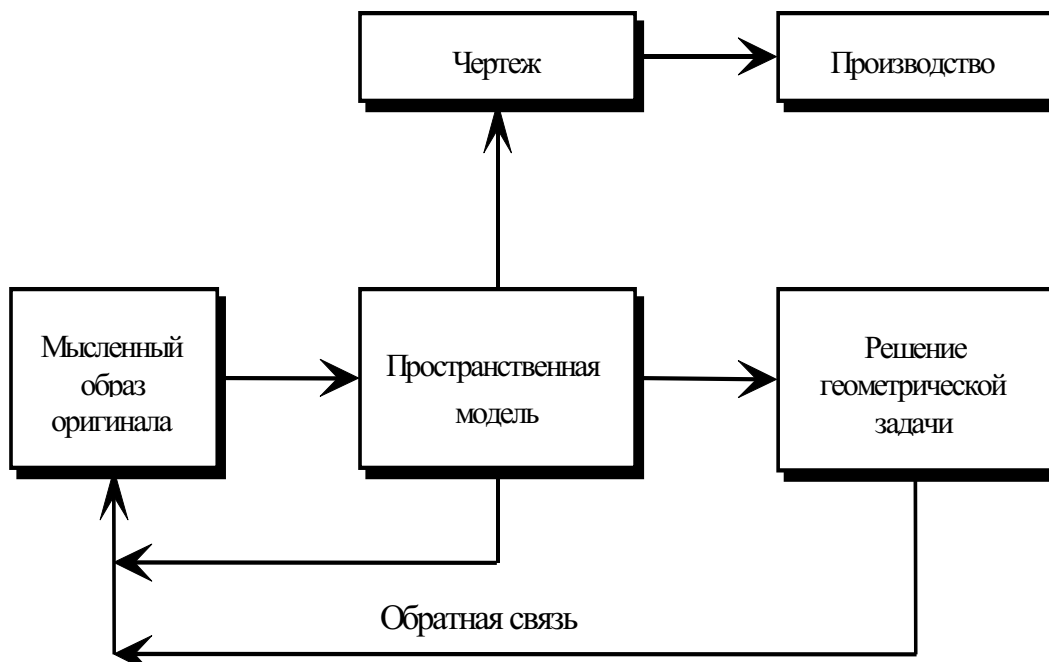 Чертеж
Производство
Мысленный
образ
оригинала
Пространственная
модель
Решение
геометрической
задачи
Обратная связь